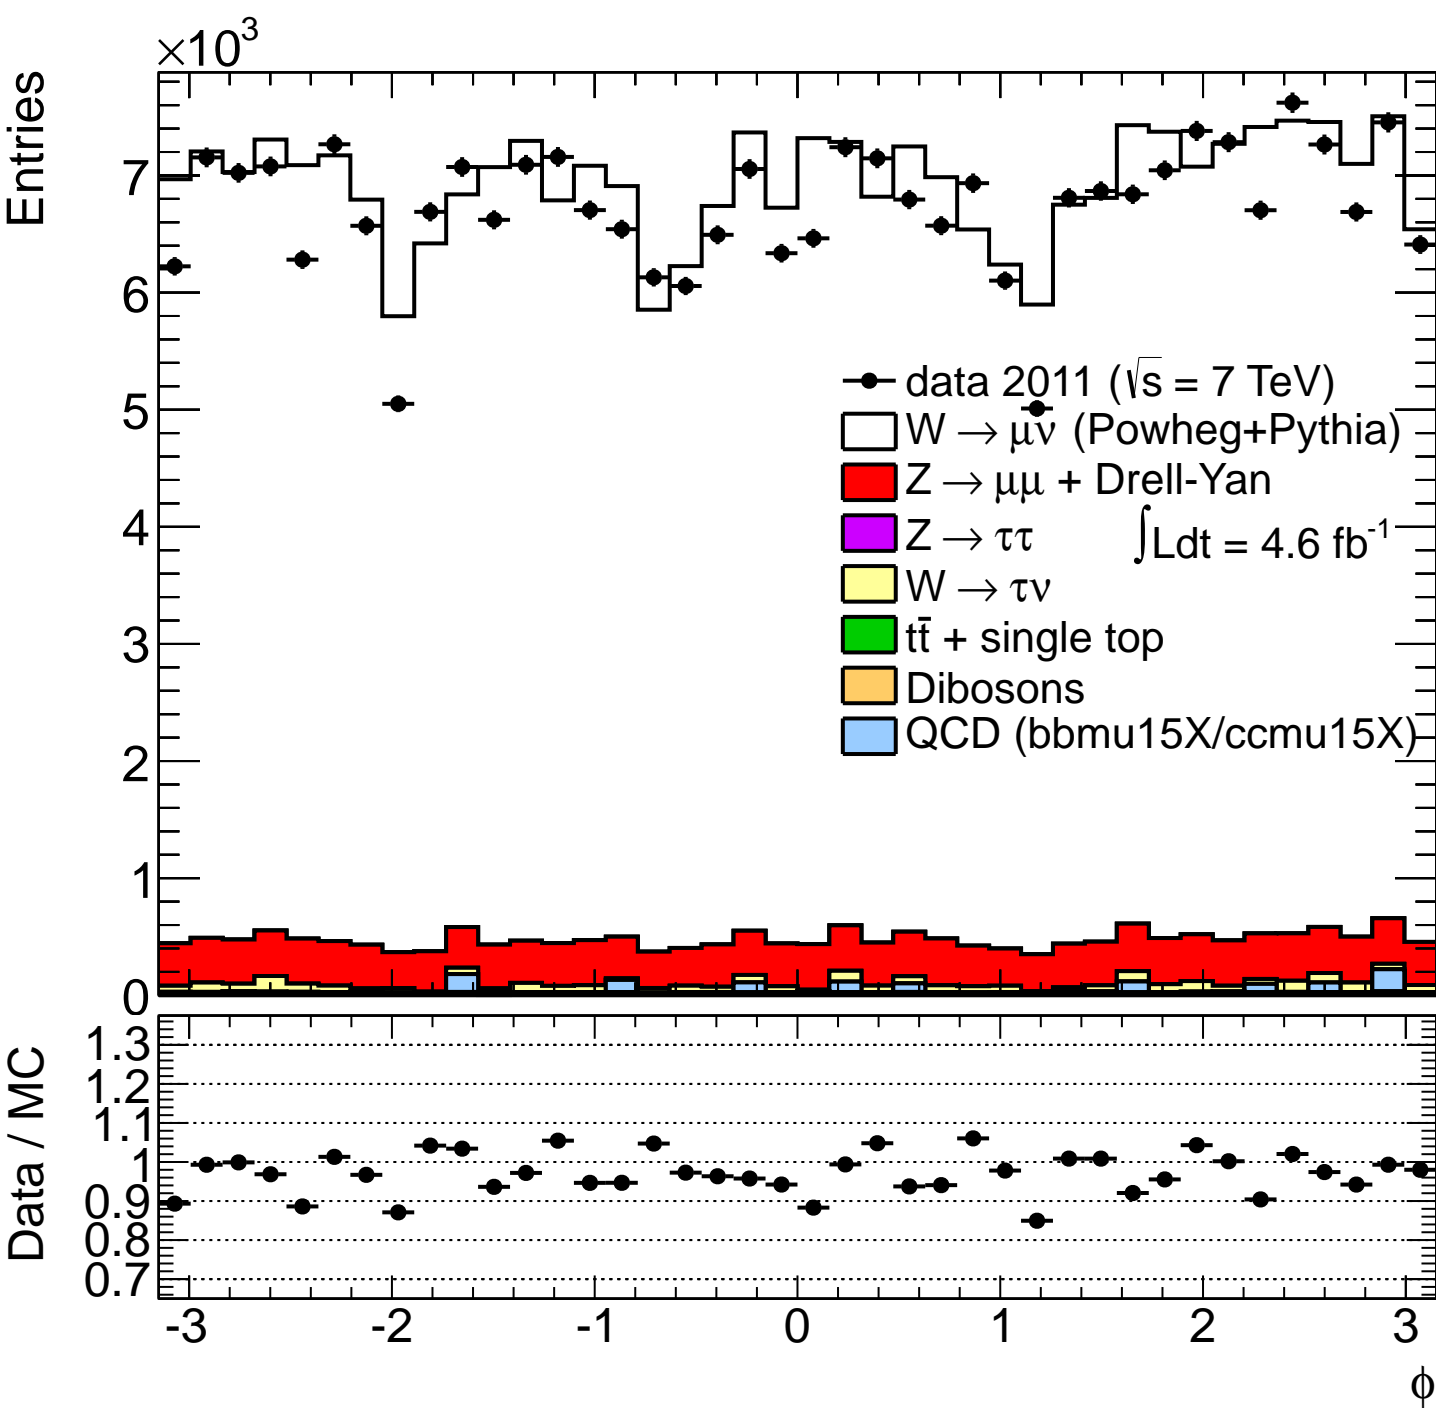 ×10³
Entries
7
6
5
4
3
2
1
0
data 2011 (√s = 7 TeV)
W → μν (Powheg+Pythia)
Z → μμ + Drell-Yan
Z → ττ
∫Ldt = 4.6 fb⁻¹
W → τν
tt̄ + single top
Dibosons
QCD (bbmu15X/ccmu15X)
Data / MC
1.3
1.2
1.1
1
0.9
0.8
0.7
-3 -2 -1 0 1 2 3
ϕ